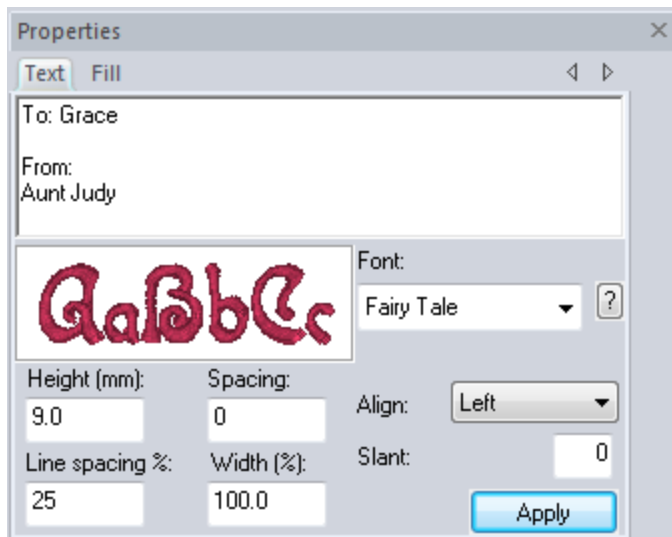 Properties
Text Fill
To: Grace
From:
Aunt Judy
AaBbCc
Font:
Fairy Tale
?
Height (mm): Spacing:
9.0 0
Align: Left
Line spacing %: Width (%):
Slant: 0
25 100.0
Apply